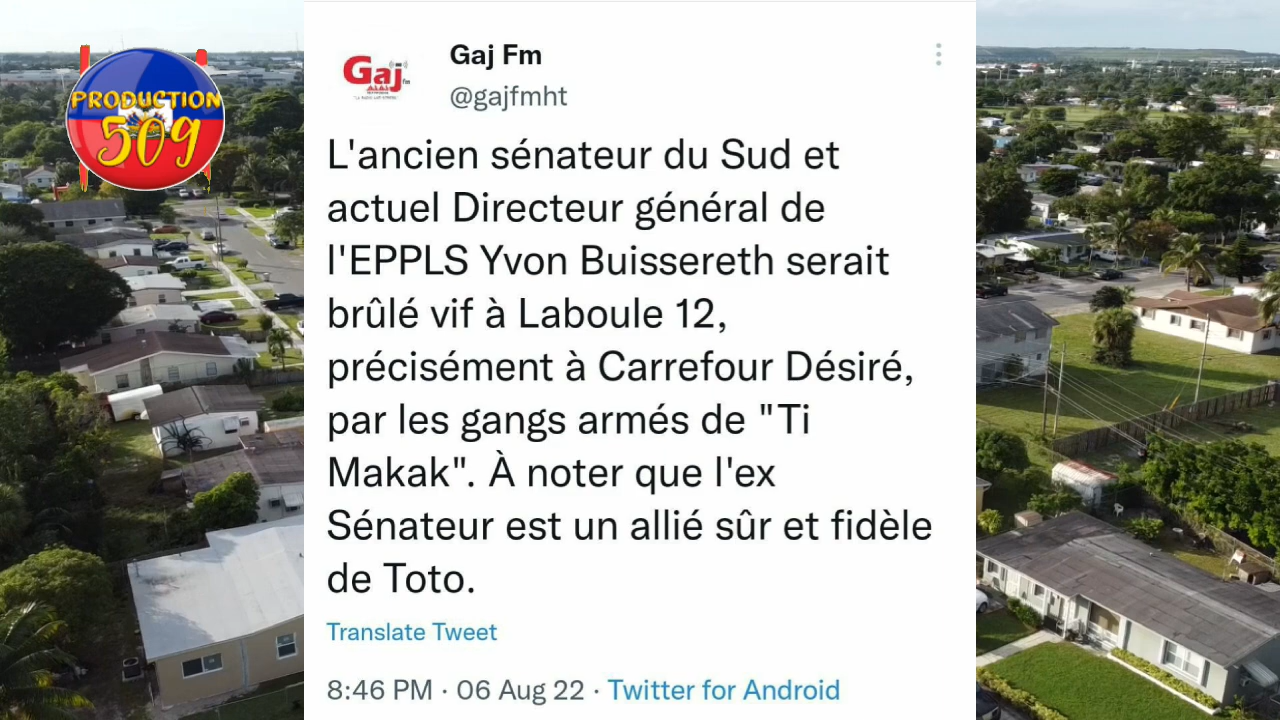 PRODUCTION
509
Gaj
fm
Gaj Fm
@gajfmht
L'ancien sénateur du Sud et
actuel Directeur général de
l'EPPLS Yvon Buissereth serait
brûlé vif à Laboule 12,
précisément à Carrefour Désiré,
par les gangs armés de "Ti
Makak". À noter que l'ex
Sénateur est un allié sûr et fidèle
de Toto.
Translate Tweet
8:46 PM · 06 Aug 22 · Twitter for Android